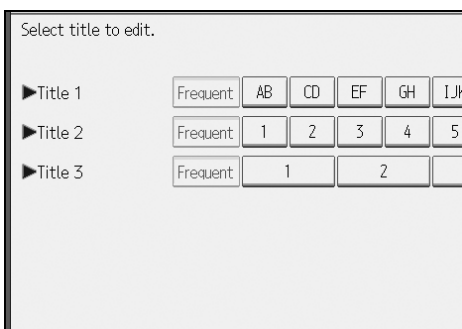 Select title to edit.
▶Title 1 Frequent AB CD EF GH IJK
▶Title 2 Frequent 1 2 3 4 5
▶Title 3 Frequent 1 2